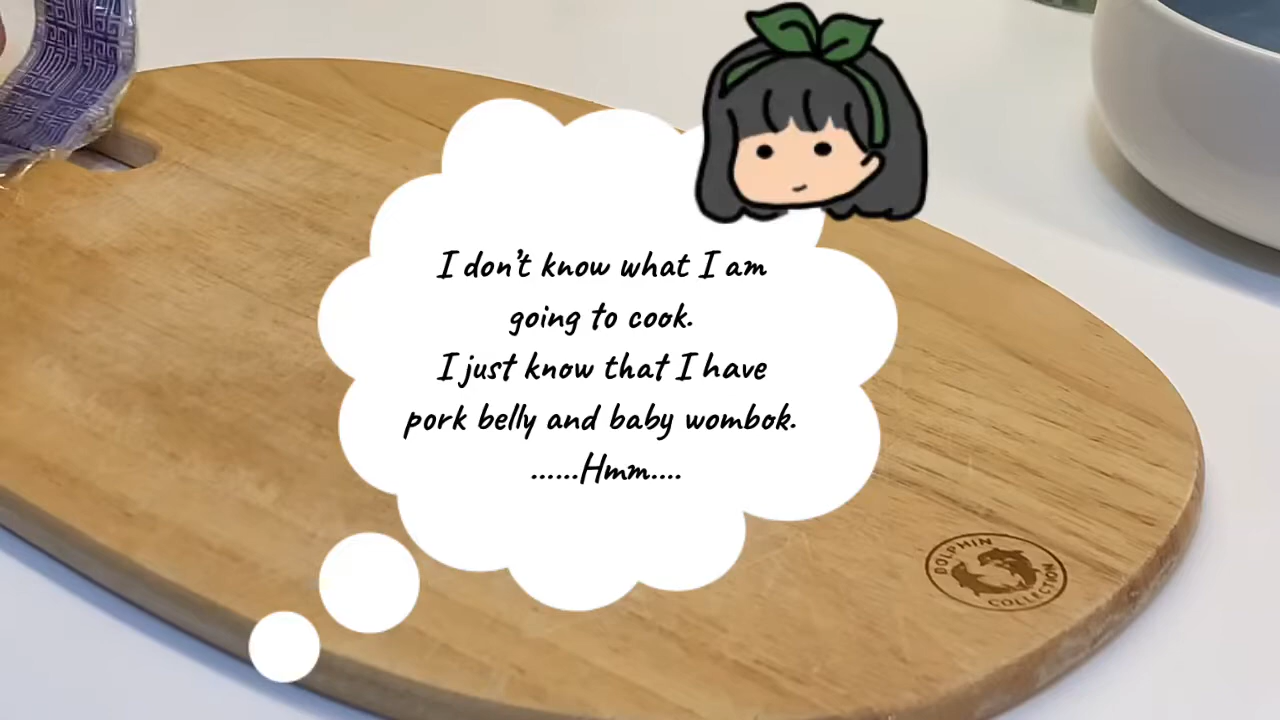 I don't know what I am
going to cook.
I just know that I have
pork belly and baby wombok.
......Hmm....
DOLPHIN
COLLECTION